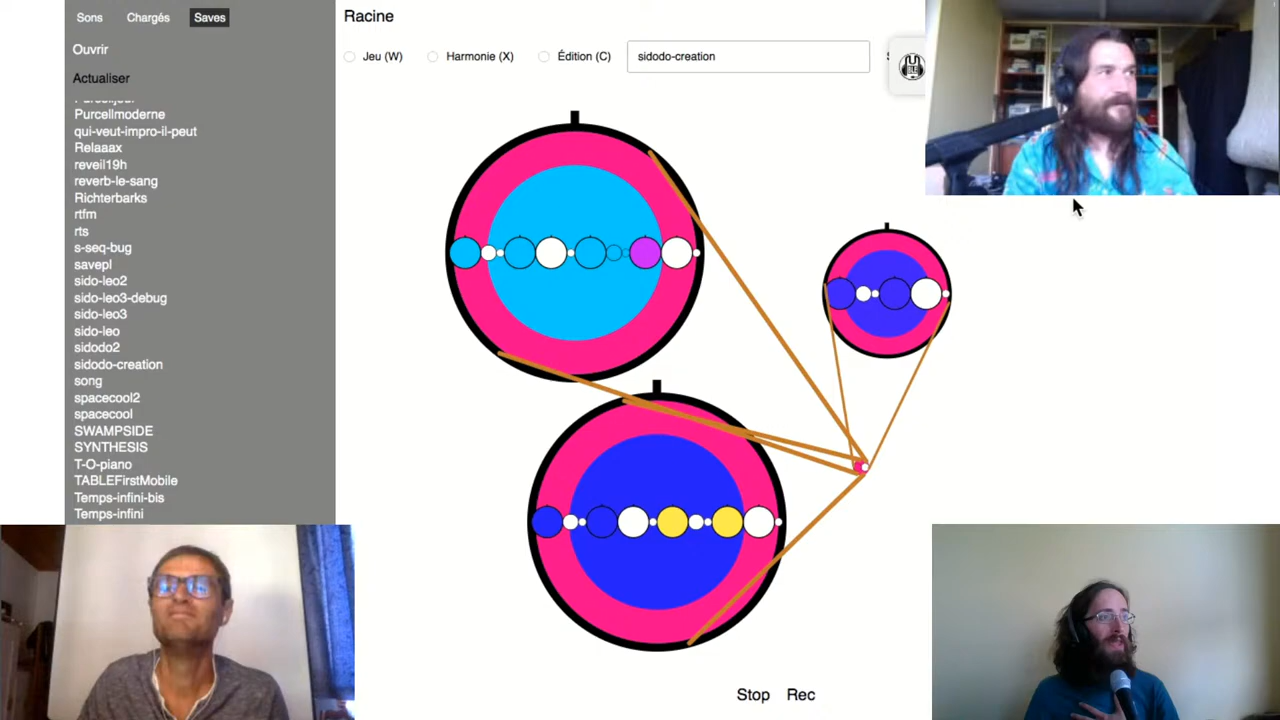 Sons Chargés Saves
Ouvrir
Actualiser
Purcellmoderne
qui-veut-impro-il-peut
Relaaax
reveil19h
reverb-le-sang
Richterbarks
rtfm
rts
s-seq-bug
savepl
sido-leo2
sido-leo3-debug
sido-leo3
sido-leo
sidodo2
sidodo-creation
song
spacecool2
spacecool
SWAMPSIDE
SYNTHESIS
T-O-piano
TABLEFirstMobile
Temps-infini-bis
Temps-infini
Racine
Jeu (W) Harmonie (X) Édition (C) sidodo-creation
Stop Rec